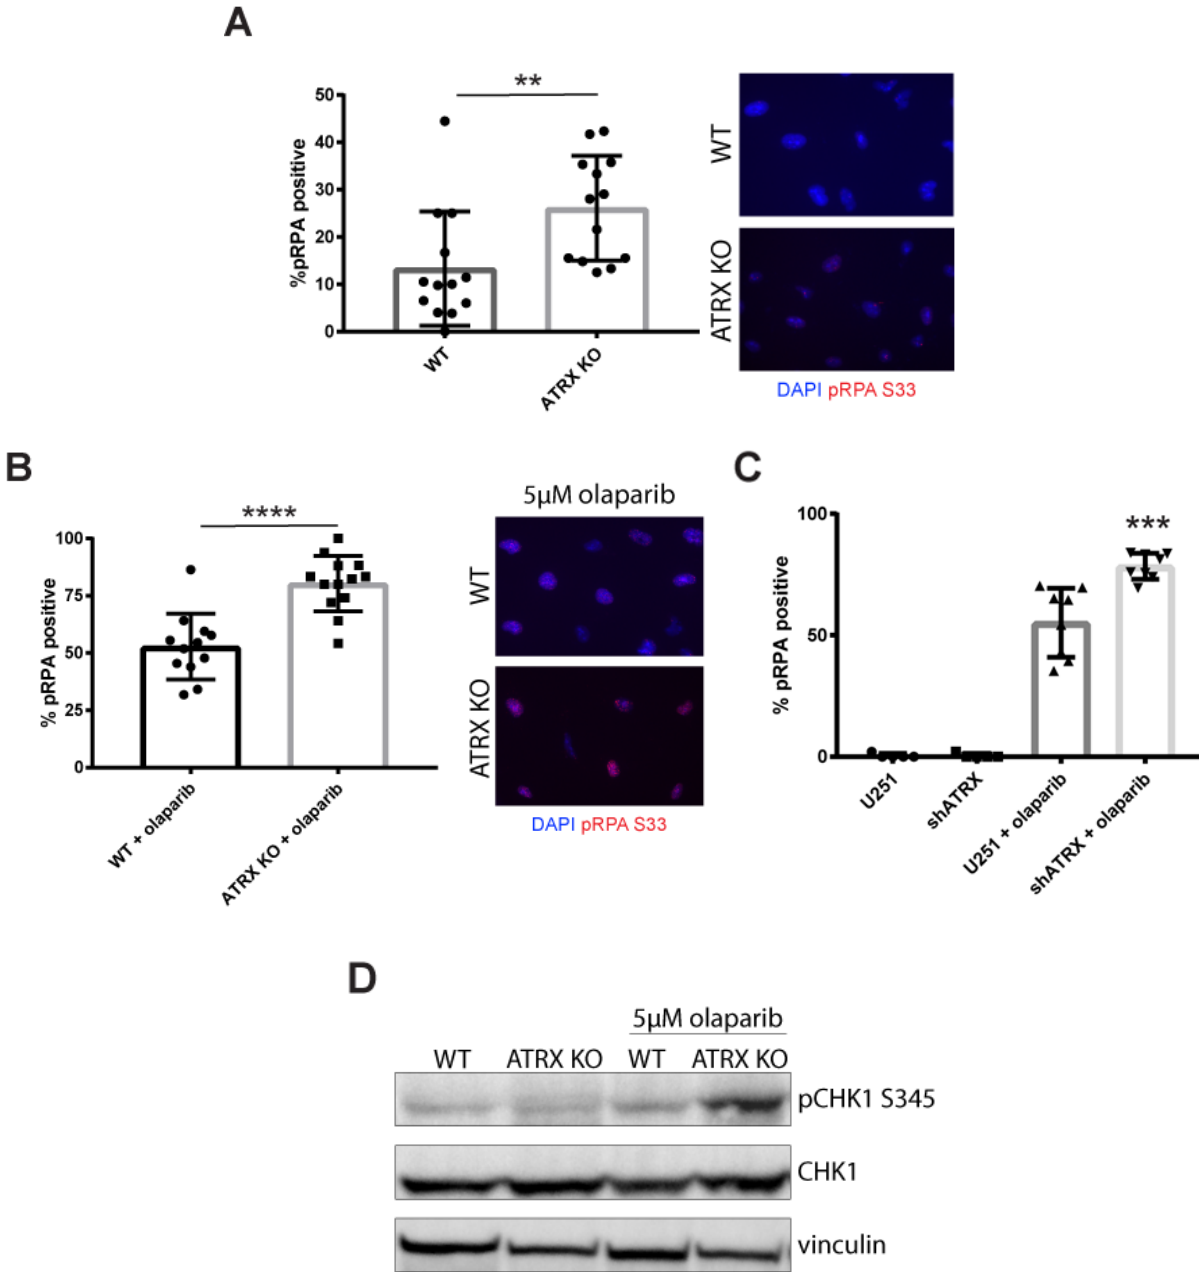 A
**
50
40
30
20
10
0
%pRPA positive
WT
ATRX KO
WT
ATRX KO
DAPI pRPA S33
B
****
100
75
50
25
0
% pRPA positive
WT + olaparib
ATRX KO + olaparib
5µM olaparib
WT
ATRX KO
DAPI pRPA S33
C
***
100
50
0
% pRPA positive
U251
shATRX
U251 + olaparib
shATRX + olaparib
D
5µM olaparib
WT ATRX KO WT ATRX KO
pCHK1 S345
CHK1
vinculin